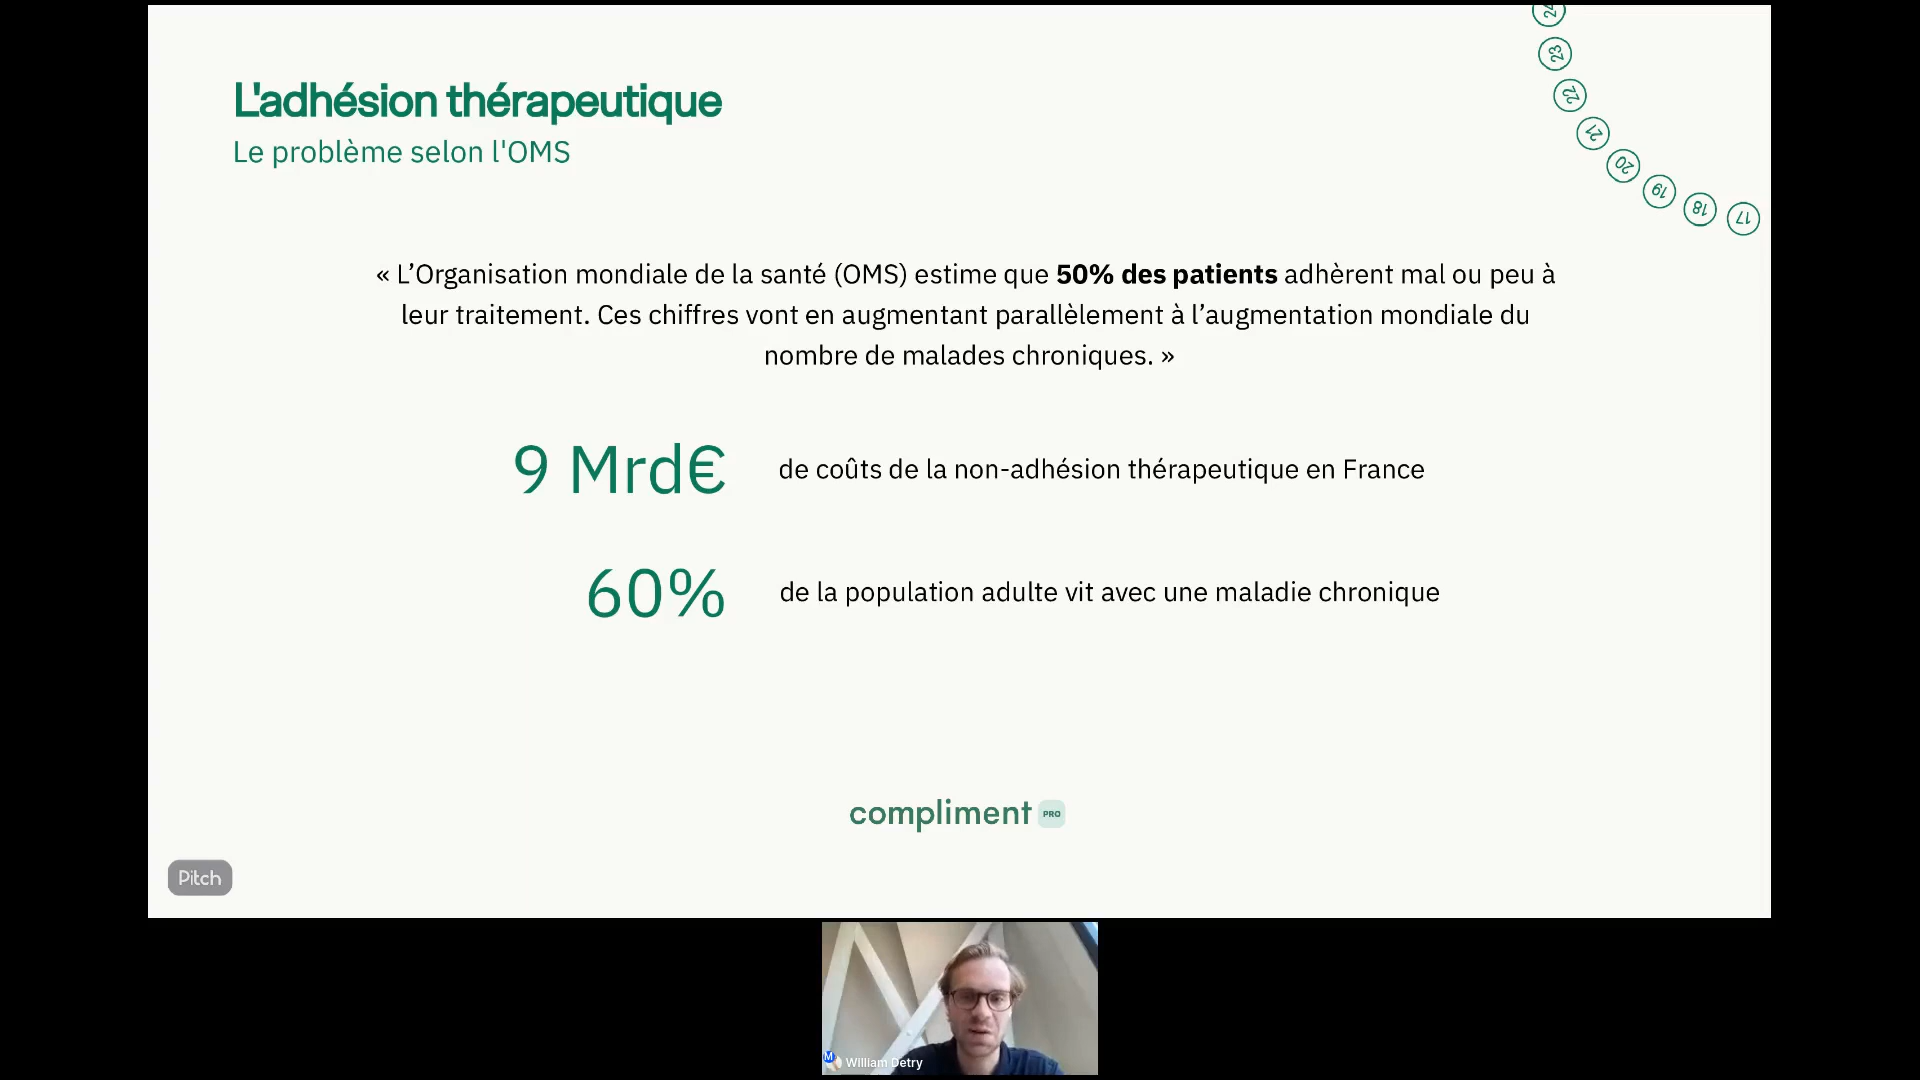 L'adhésion thérapeutique
Le problème selon l'OMS
24
23
22
21
20
19
18
17
« L’Organisation mondiale de la santé (OMS) estime que 50% des patients adhèrent mal ou peu à
leur traitement. Ces chiffres vont en augmentant parallèlement à l’augmentation mondiale du
nombre de malades chroniques. »
9 Mrd€ de coûts de la non-adhésion thérapeutique en France
60% de la population adulte vit avec une maladie chronique
compliment PRO
Pitch
M William Detry